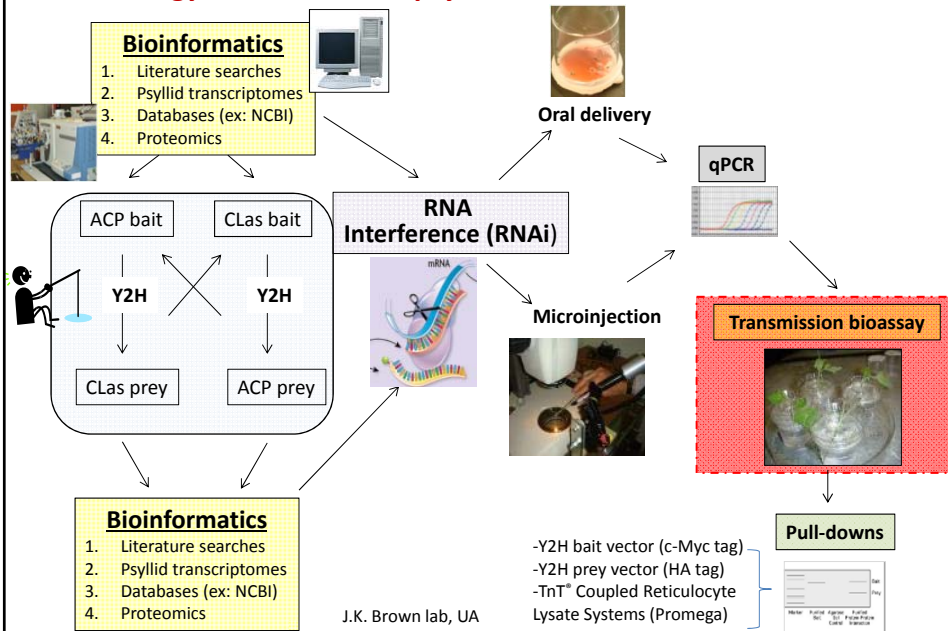 Bioinformatics
1. Literature searches
2. Psyllid transcriptomes
3. Databases (ex: NCBI)
4. Proteomics
Oral delivery
qPCR
ACP bait
CLas bait
RNA
Interference (RNAi)
mRNA
Y2H
Y2H
Microinjection
Transmission bioassay
CLas prey
ACP prey
Bioinformatics
1. Literature searches
2. Psyllid transcriptomes
3. Databases (ex: NCBI)
4. Proteomics
J.K. Brown lab, UA
-Y2H bait vector (c-Myc tag)
-Y2H prey vector (HA tag)
-TnT® Coupled Reticulocyte
Lysate Systems (Promega)
Pull-downs
Bait
Prey